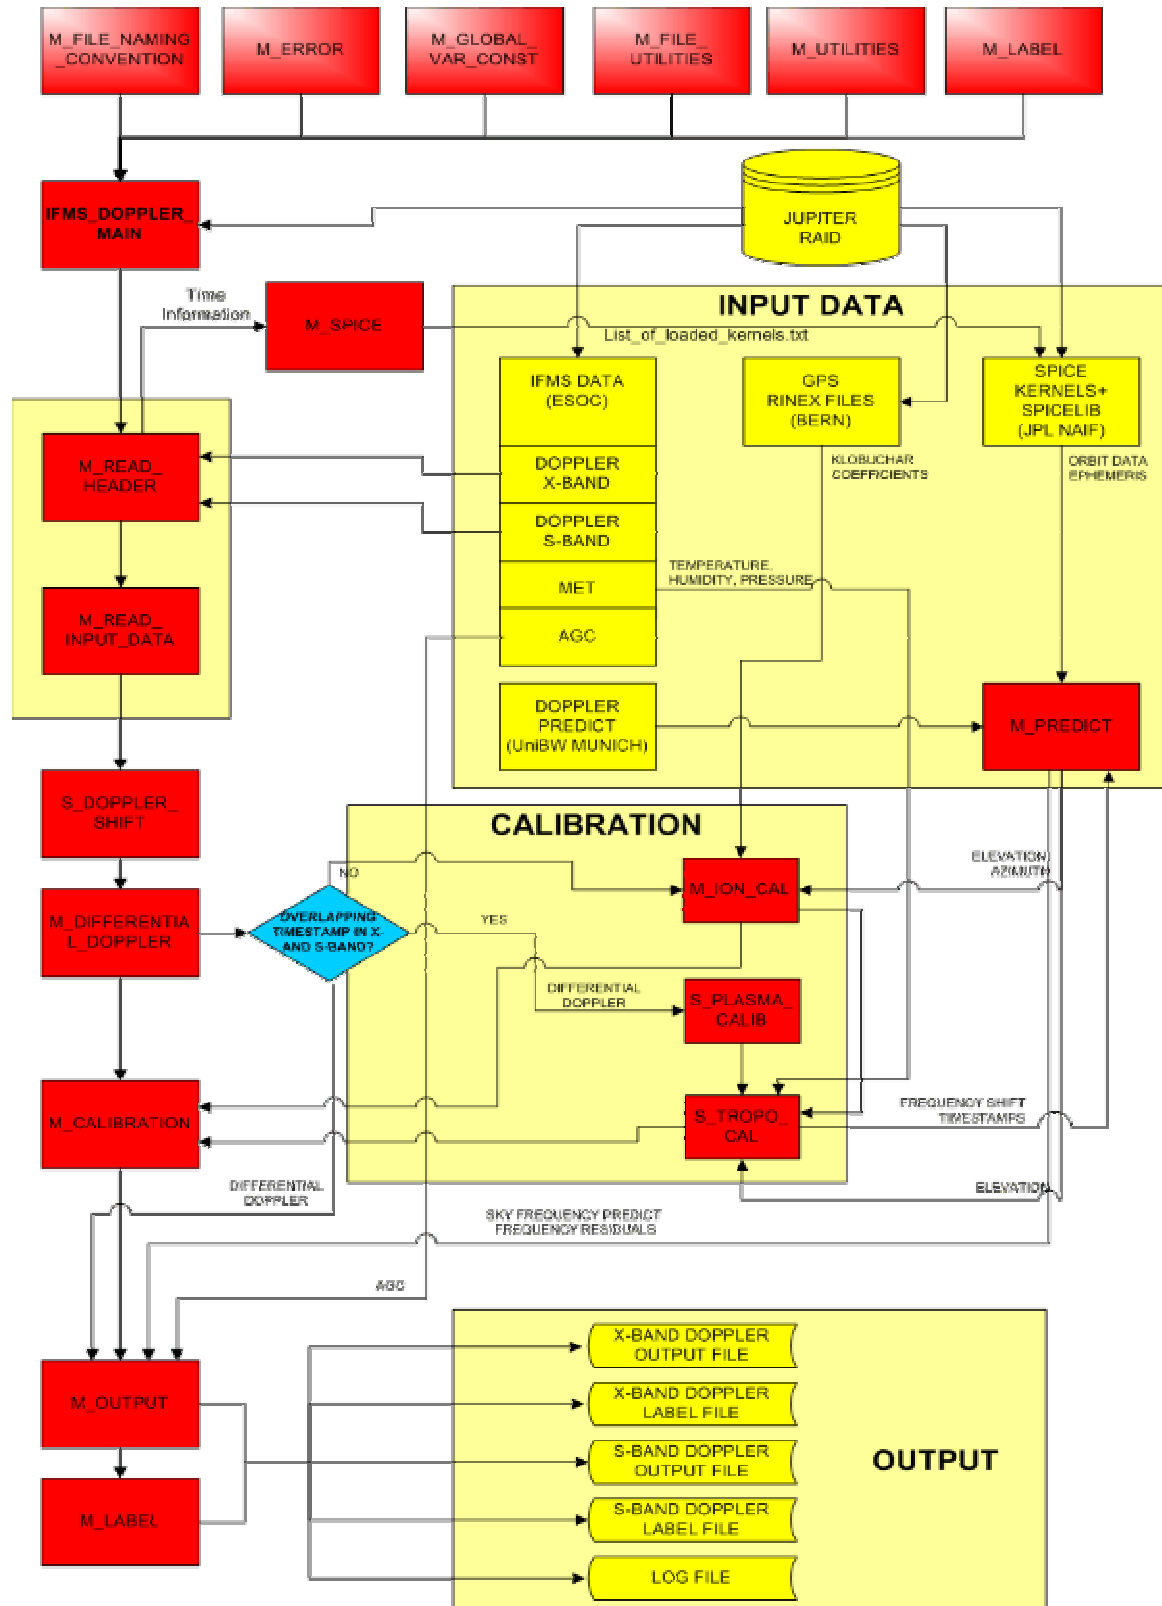 M_FILE_NAMING
_CONVENTION
M_ERROR
M_GLOBAL_
VAR_CONST
M_FILE_
UTILITIES
M_UTILITIES
M_LABEL
IFMS_DOPPLER_
MAIN
JUPITER
RAID
Time
Information
M_SPICE
INPUT DATA
List_of_loaded_kernels.txt
IFMS DATA
(ESOC)
GPS
RINEX FILES
(BERN)
SPICE
KERNELS+
SPICELIB
(JPL NAIF)
M_READ_
HEADER
DOPPLER
X-BAND
KLOBUCHAR
COEFFICIENTS
ORBIT DATA
EPHEMERIS
DOPPLER
S-BAND
TEMPERATURE,
HUMIDITY, PRESSURE
MET
M_READ_
INPUT_DATA
AGC
DOPPLER
PREDICT
(UniBW MUNICH)
M_PREDICT
S_DOPPLER_
SHIFT
CALIBRATION
NO
M_ION_CAL
ELEVATION,
AZIMUTH
M_DIFFERENTIA
L_DOPPLER
OVERLAPPING
TIMESTAMP IN X-
AND S-BAND?
YES
DIFFERENTIAL
DOPPLER
S_PLASMA_
CALIB
M_CALIBRATION
S_TROPO_
CAL
FREQUENCY SHIFT
TIMESTAMPS
DIFFERENTIAL
DOPPLER
ELEVATION
SKY FREQUENCY PREDICT
FREQUENCY RESIDUALS
AGC
X-BAND DOPPLER
OUTPUT FILE
M_OUTPUT
X-BAND DOPPLER
LABEL FILE
S-BAND DOPPLER
OUTPUT FILE
OUTPUT
M_LABEL
S-BAND DOPPLER
LABEL FILE
LOG FILE